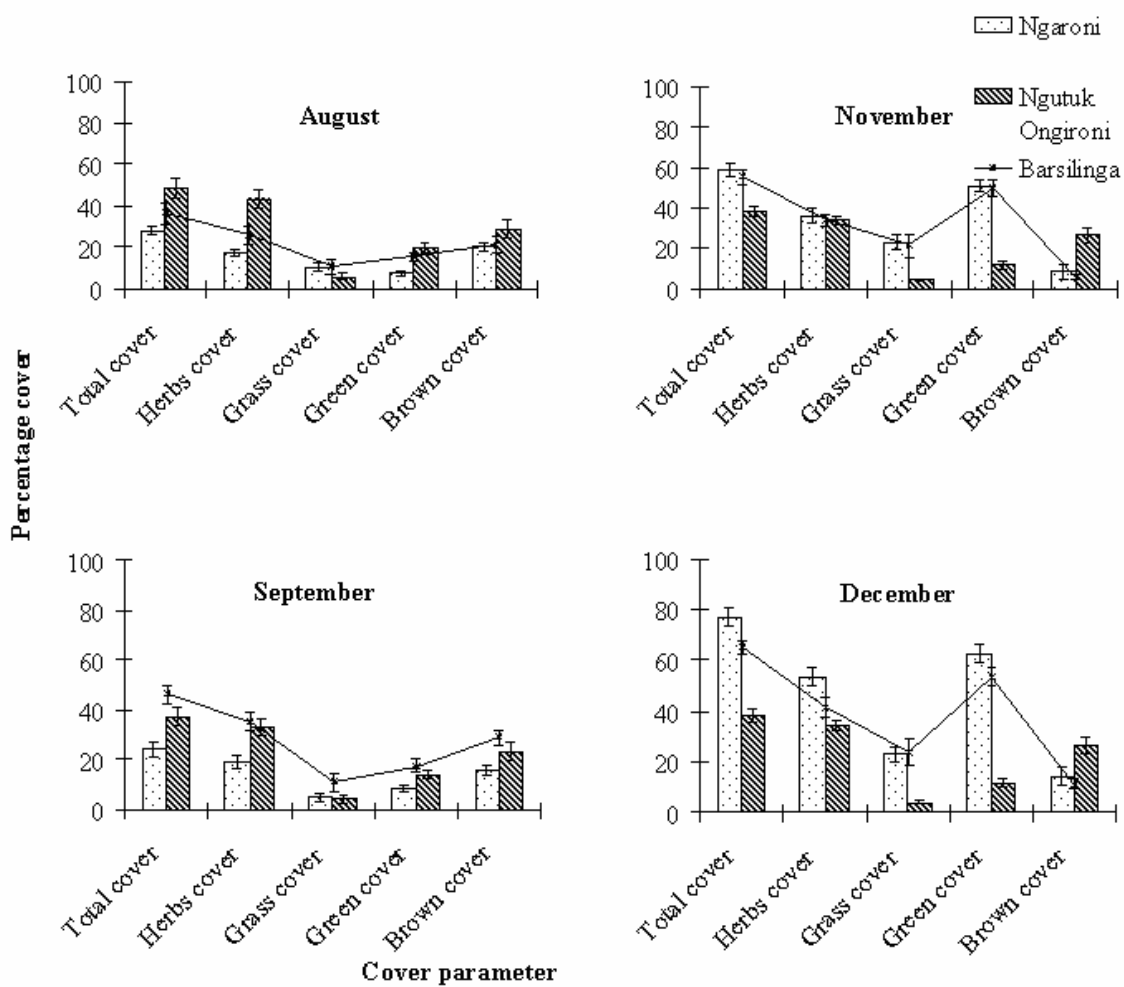 Ngaroni
Ngutuk
Ongironi
Barsilinga
Percentage cover
August
100
80
60
40
20
0
Total cover
Herbs cover
Grass cover
Green cover
Brown cover
November
100
80
60
40
20
0
Total cover
Herbs cover
Grass cover
Green cover
Brown cover
September
100
80
60
40
20
0
Total cover
Herbs cover
Grass cover
Green cover
Brown cover
December
100
80
60
40
20
0
Total cover
Herbs cover
Grass cover
Green cover
Brown cover
Cover parameter